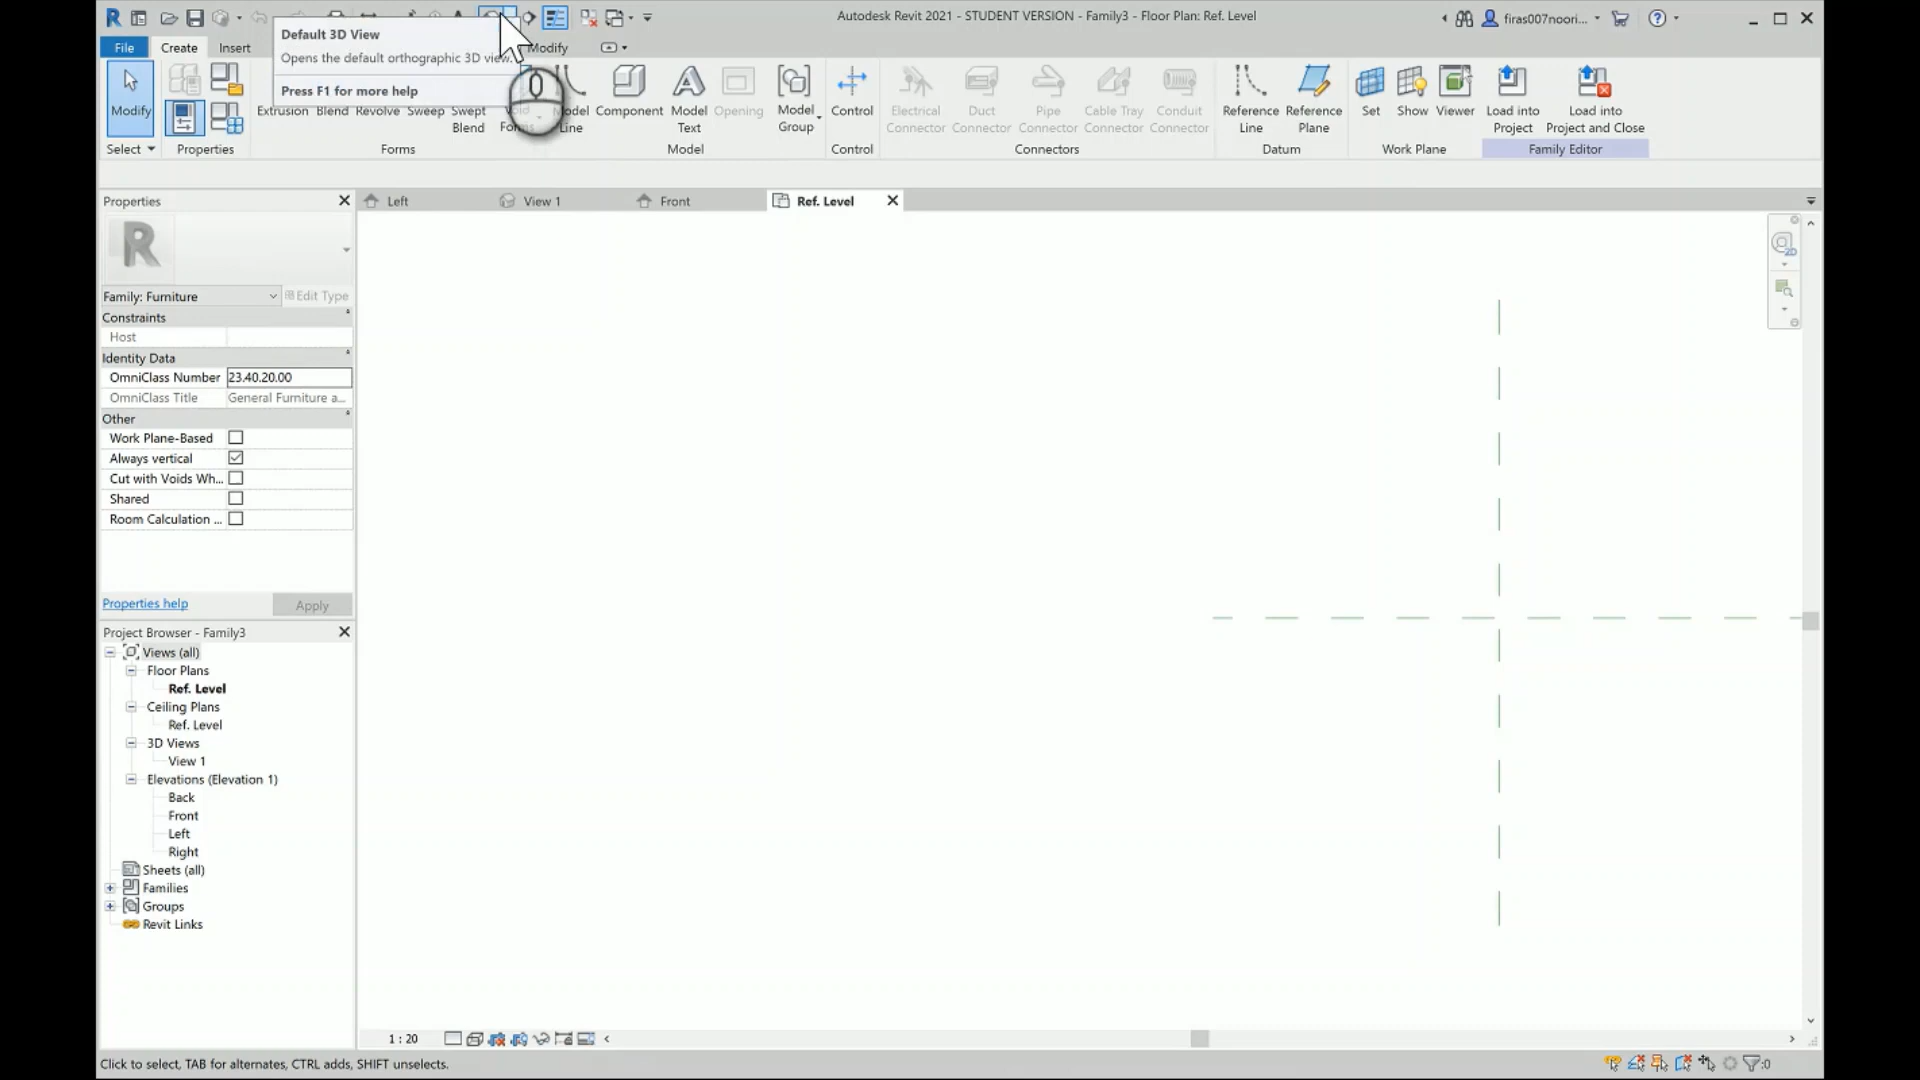 Autodesk Revit 2021 - STUDENT VERSION - Family3 - Floor Plan: Ref. Level
firas007noori...
Default 3D View
Opens the default orthographic 3D view.
Press F1 for more help
File Create Insert Modify
Modify
Extrusion Blend Revolve Sweep Swept Blend
Model Line
Component
Model Text
Opening
Model Group
Control
Electrical Connector
Duct Connector
Pipe Connector
Cable Tray Connector
Conduit Connector
Reference Line
Reference Plane
Set Show Viewer
Load into Project
Load into Project and Close
Select Properties Forms Model Control Connectors Datum Work Plane Family Editor
Properties
Left View 1 Front Ref. Level
R
Family: Furniture Edit Type
Constraints
Host
Identity Data
OmniClass Number 23.40.20.00
OmniClass Title General Furniture a...
Other
Work Plane-Based
Always vertical
Cut with Voids Wh...
Shared
Room Calculation ...
Properties help Apply
Project Browser - Family3
Views (all)
Floor Plans
Ref. Level
Ceiling Plans
Ref. Level
3D Views
View 1
Elevations (Elevation 1)
Back
Front
Left
Right
Sheets (all)
Families
Groups
Revit Links
1 : 20
Click to select, TAB for alternates, CTRL adds, SHIFT unselects.
:0